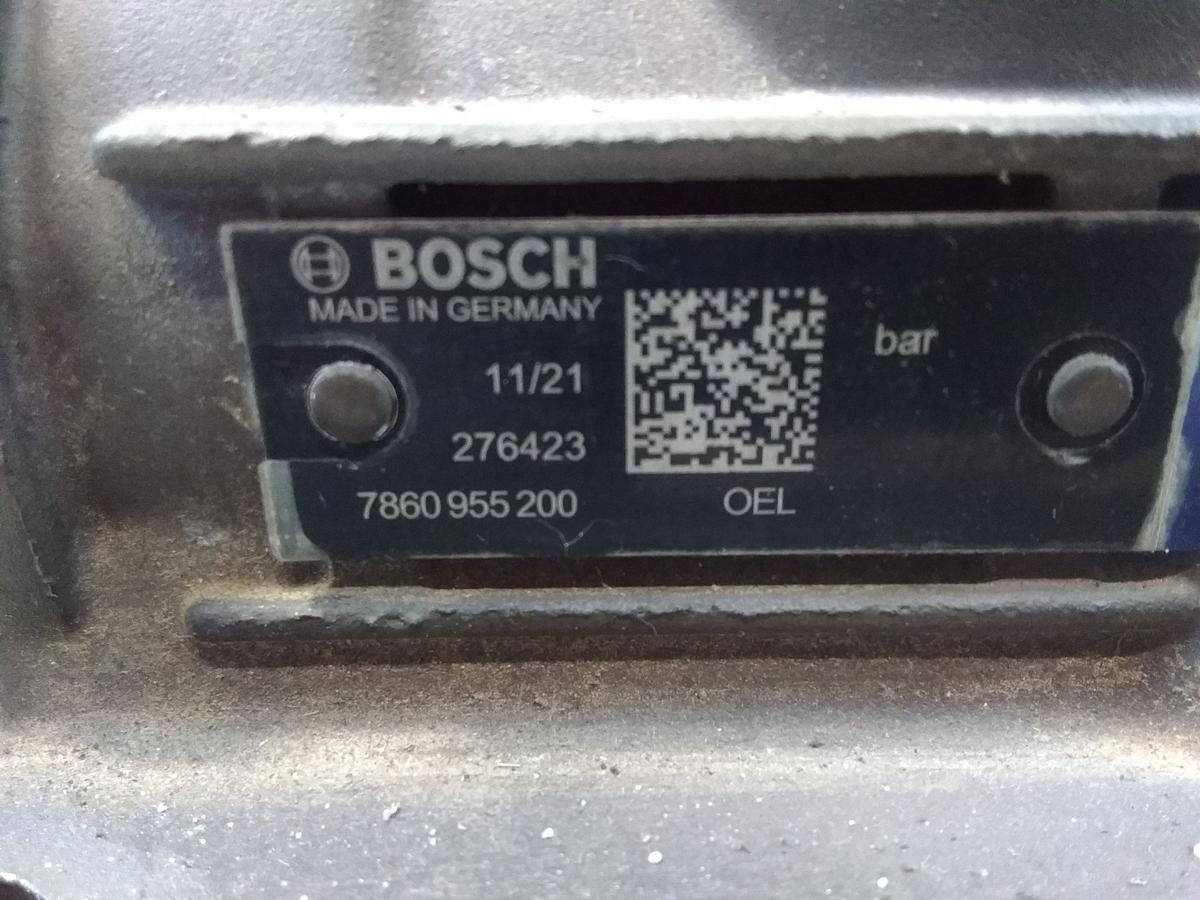 BOSCH
MADE IN GERMANY
11/21
276423
7860 955 200
OEL
bar